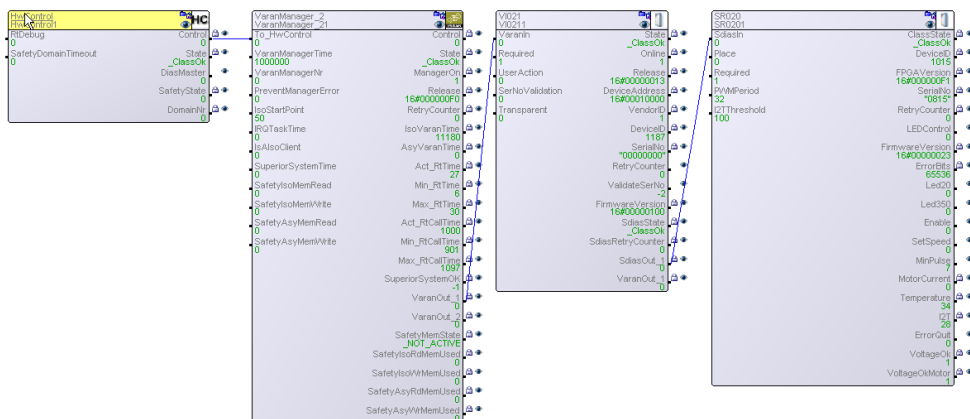 HwControl
HwControl1
HC
RtDebug
0
SafetyDomainTimeout
0
Control
0
State
_ClassOk
DiasMaster
0
SafetyState
0
DomainNr
0
VaranManager_2
VaranManager_21
To_HwControl
0
VaranManagerTime
1000000
VaranManagerNr
0
PreventManagerError
0
IsoStartPoint
50
IRQTaskTime
0
IsAlsoClient
0
SuperiorSystemTime
0
SafetyIsoMemRead
0
SafetyIsoMemWrite
0
SafetyAsyMemRead
0
SafetyAsyMemWrite
0
Control
0
State
_ClassOk
ManagerOn
1
Release
16#000000F0
RetryCounter
0
IsoVaranTime
11180
AsyVaranTime
0
Act_RtTime
27
Min_RtTime
6
Max_RtTime
30
Act_RtCallTime
1000
Min_RtCallTime
901
Max_RtCallTime
1097
SuperiorSystemOK
-1
VaranOut_1
0
VaranOut_2
0
SafetyMemState
_NOT_ACTIVE
SafetyIsoRdMemUsed
0
SafetyIsoWrMemUsed
0
SafetyAsyRdMemUsed
0
SafetyAsyWrMemUsed
0
VI021
VI0211
VaranIn
0
Required
1
UserAction
0
SerNoValidation
0
Transparent
0
State
_ClassOk
Online
1
Release
16#00000013
DeviceAddress
16#00010000
VendorID
1
DeviceID
1187
SerialNo
"00000000"
RetryCounter
0
ValidateSerNo
-2
FirmwareVersion
16#00000100
SdiasState
_ClassOk
SdiasRetryCounter
0
SdiasOut_1
0
VaranOut_1
0
SR020
SR0201
SdiasIn
0
Place
0
Required
1
PWMPeriod
32
I2TThreshold
100
ClassState
_ClassOk
DeviceID
1015
FPGAVersion
16#000000F1
SerialNo
"0815"
RetryCounter
0
LEDControl
0
FirmwareVersion
16#00000023
ErrorBits
65536
Led20
0
Led350
0
Enable
0
SetSpeed
0
MinPulse
7
MotorCurrent
0
Temperature
34
I2T
28
ErrorQuit
0
VoltageOk
1
VoltageOkMotor
1